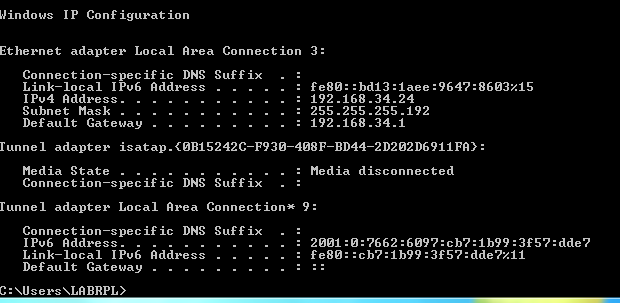 Windows IP Configuration
Ethernet adapter Local Area Connection 3:
Connection-specific DNS Suffix . :
Link-local IPv6 Address . . . . . : fe80::bd13:1aee:9647:8603%15
IPv4 Address. . . . . . . . . . . : 192.168.34.24
Subnet Mask . . . . . . . . . . . : 255.255.255.192
Default Gateway . . . . . . . . . : 192.168.34.1
Tunnel adapter isatap.{0B15242C-F930-408F-BD44-2D202D6911FA}:
Media State . . . . . . . . . . . : Media disconnected
Connection-specific DNS Suffix . :
Tunnel adapter Local Area Connection* 9:
Connection-specific DNS Suffix . :
IPv6 Address. . . . . . . . . . . : 2001:0:7662:6097:cb7:1b99:3f57:dde7
Link-local IPv6 Address . . . . . : fe80::cb7:1b99:3f57:dde7%11
Default Gateway . . . . . . . . . : ::
C:\Users\LABRPL>